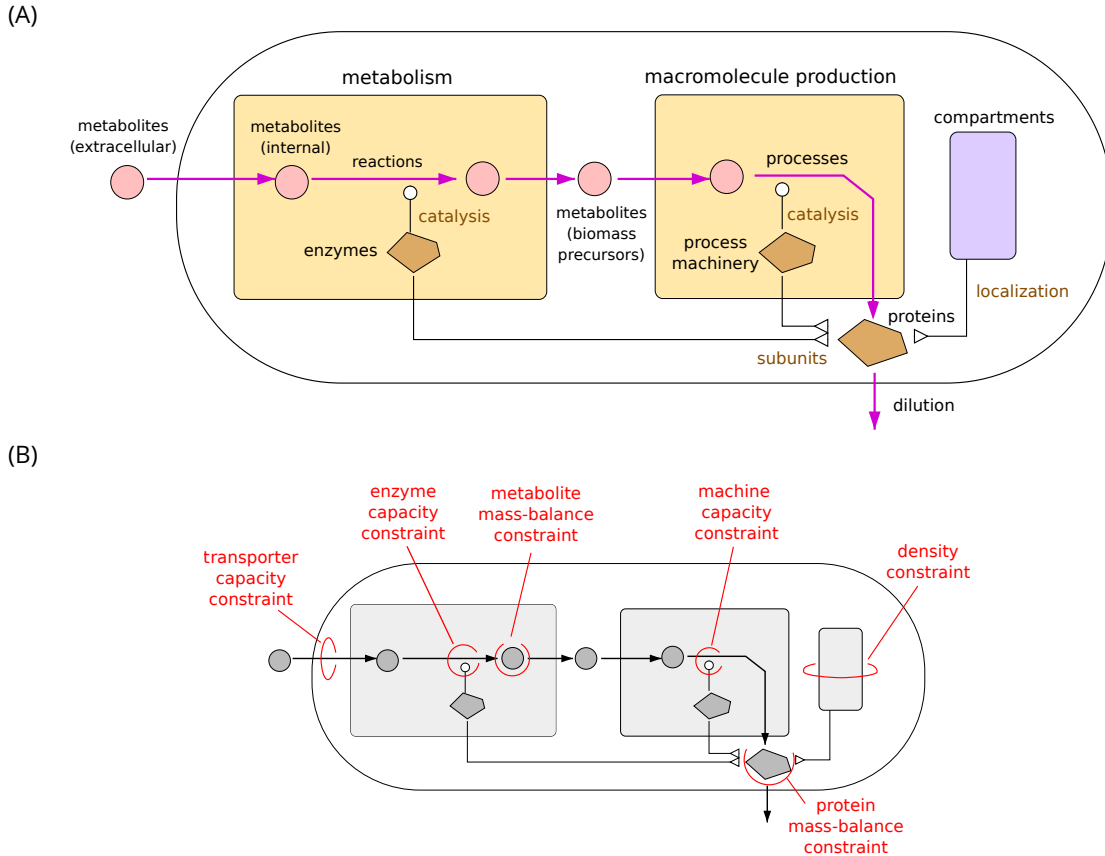 (A)
metabolism
macromolecule production
metabolites
(extracellular)
metabolites
(internal)
reactions
catalysis
enzymes
metabolites
(biomass
precursors)
processes
catalysis
process
machinery
compartments
localization
proteins
subunits
dilution
(B)
transporter
capacity
constraint
enzyme
capacity
constraint
metabolite
mass-balance
constraint
machine
capacity
constraint
density
constraint
protein
mass-balance
constraint